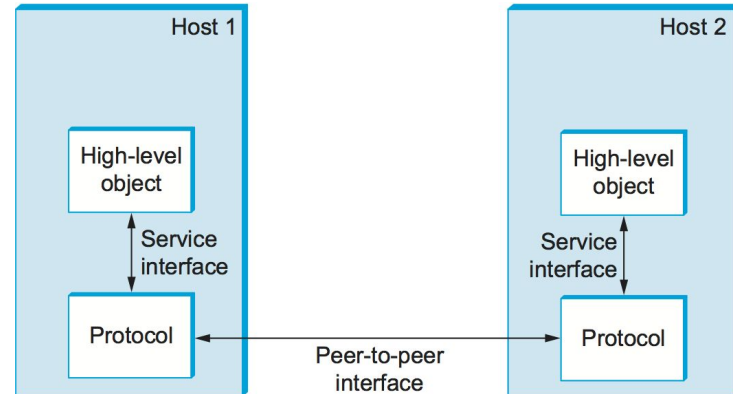 Host 1
Host 2
High-level
object
High-level
object
Service
interface
Service
interface
Protocol
Protocol
Peer-to-peer
interface